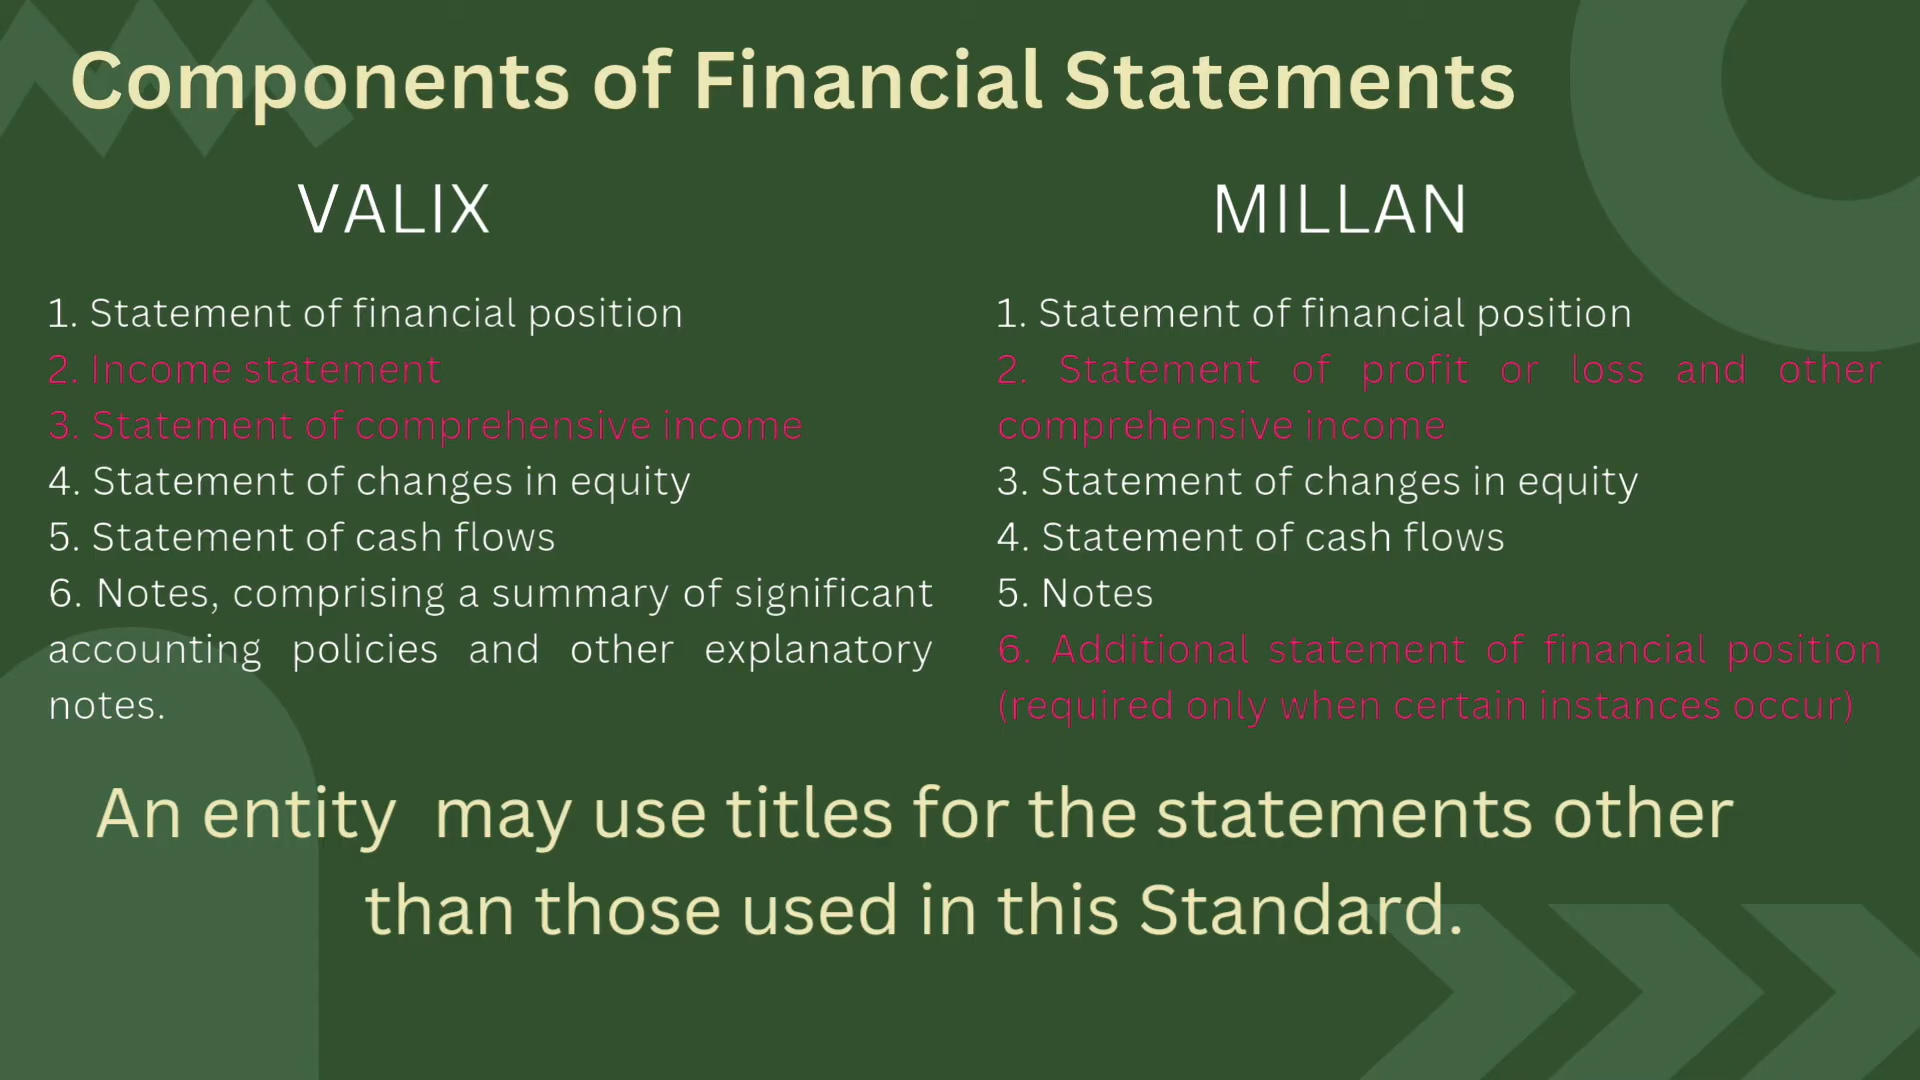 Components of Financial Statements
VALIX
1. Statement of financial position
2. Income statement
3. Statement of comprehensive income
4. Statement of changes in equity
5. Statement of cash flows
6. Notes, comprising a summary of significant
accounting policies and other explanatory
notes.
MILLAN
1. Statement of financial position
2. Statement of profit or loss and other
comprehensive income
3. Statement of changes in equity
4. Statement of cash flows
5. Notes
6. Additional statement of financial position
(required only when certain instances occur)
An entity may use titles for the statements other
than those used in this Standard.